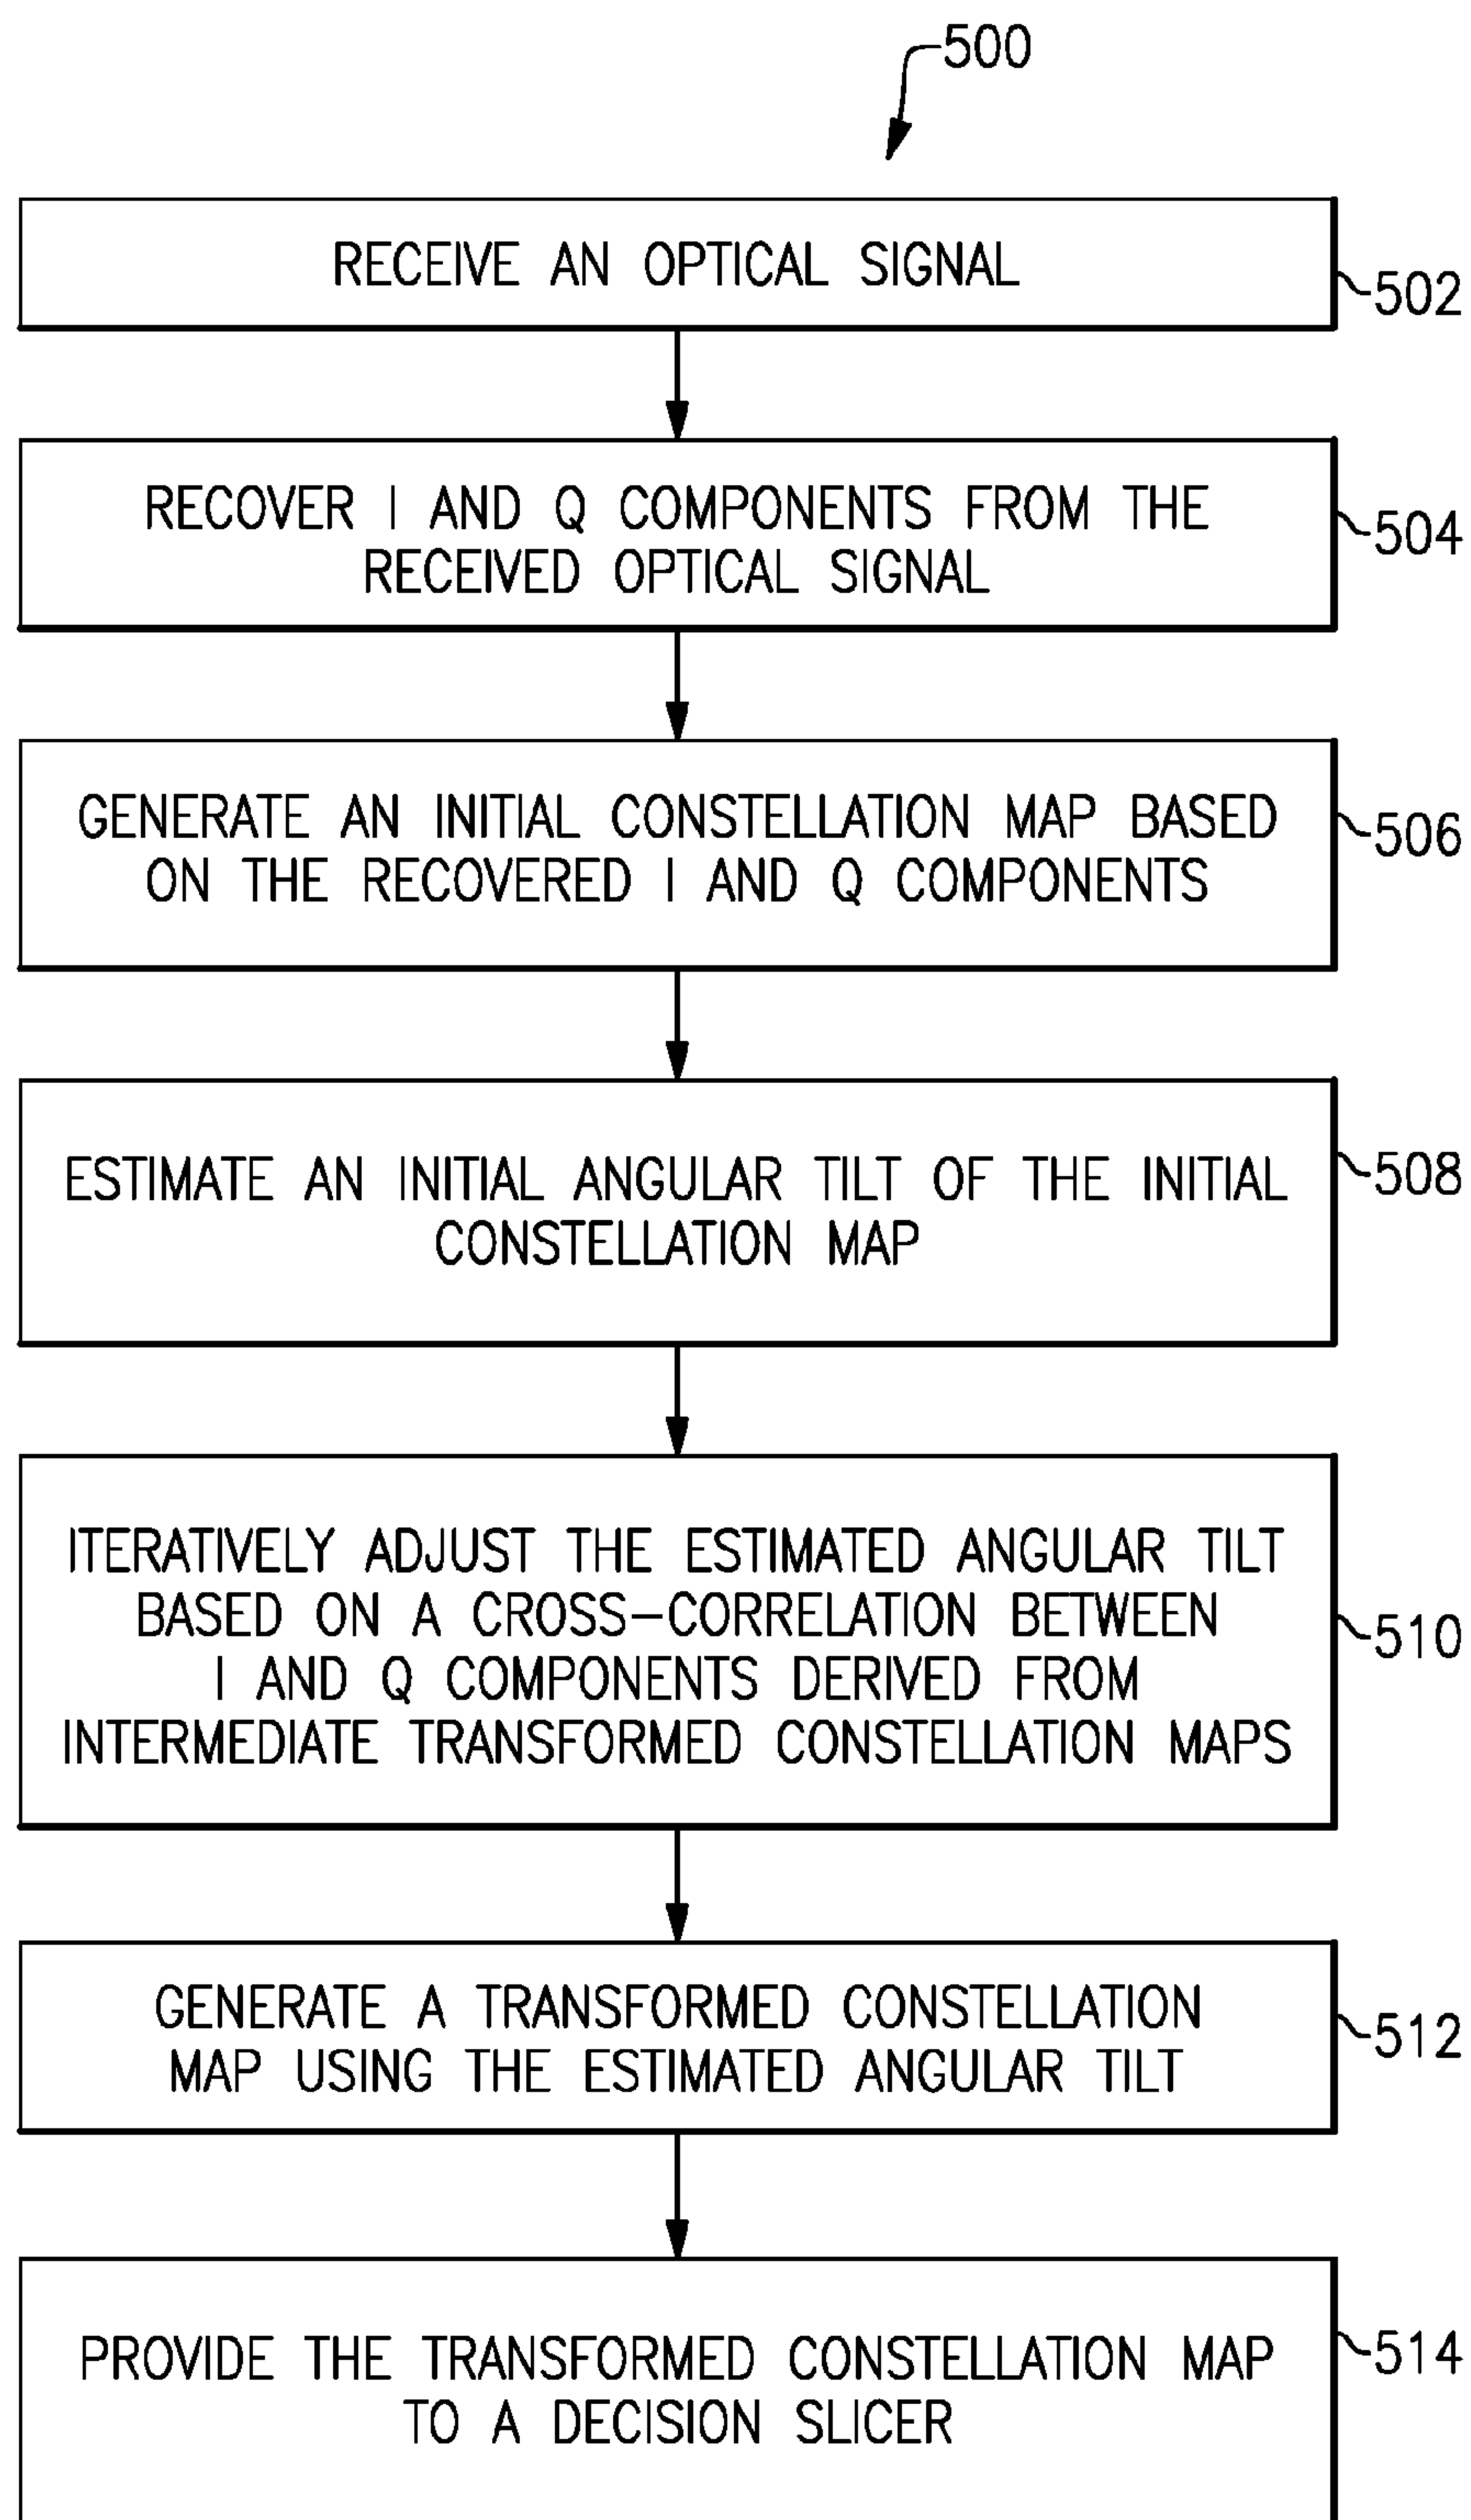 500
RECEIVE AN OPTICAL SIGNAL
502
RECOVER I AND Q COMPONENTS FROM THE
RECEIVED OPTICAL SIGNAL
504
GENERATE AN INITIAL CONSTELLATION MAP BASED
ON THE RECOVERED I AND Q COMPONENTS
506
ESTIMATE AN INITIAL ANGULAR TILT OF THE INITIAL
CONSTELLATION MAP
508
ITERATIVELY ADJUST THE ESTIMATED ANGULAR TILT
BASED ON A CROSS-CORRELATION BETWEEN
I AND Q COMPONENTS DERIVED FROM
INTERMEDIATE TRANSFORMED CONSTELLATION MAPS
510
GENERATE A TRANSFORMED CONSTELLATION
MAP USING THE ESTIMATED ANGULAR TILT
512
PROVIDE THE TRANSFORMED CONSTELLATION MAP
TO A DECISION SLICER
514